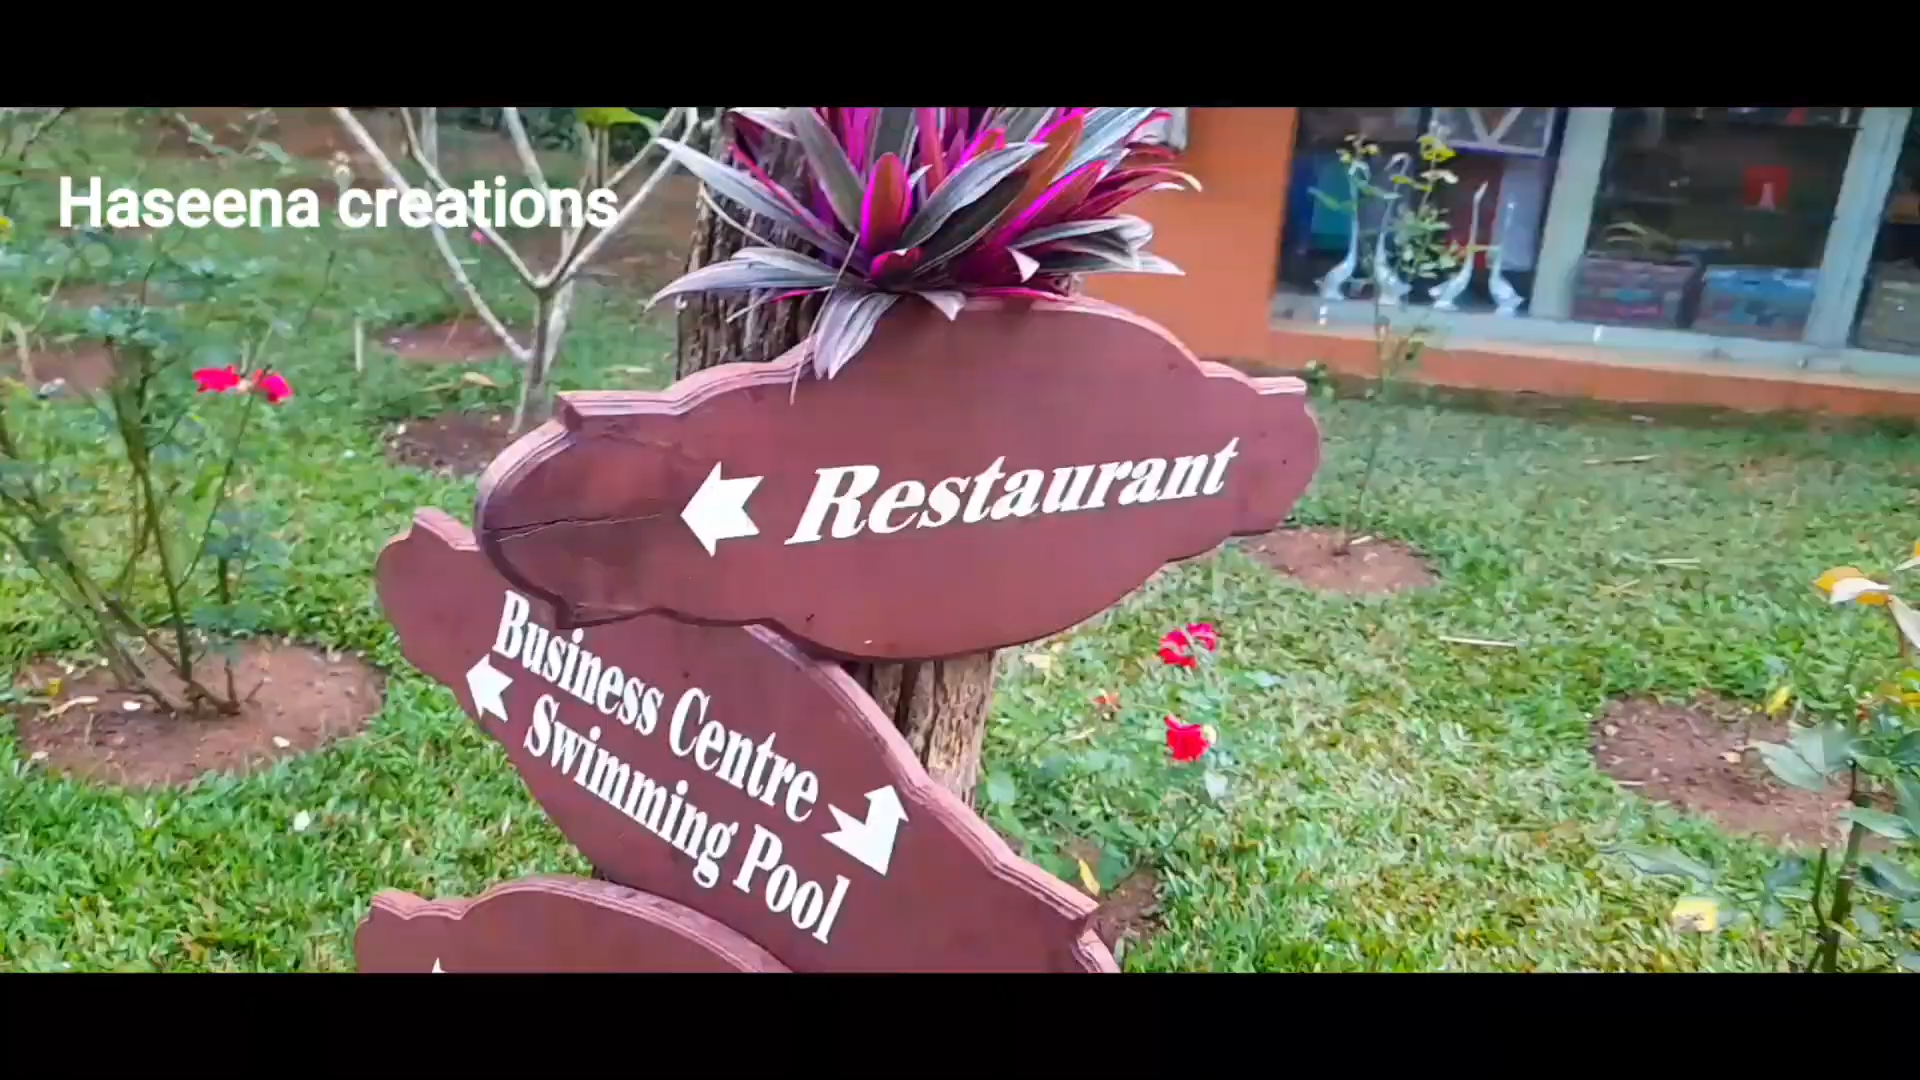 Haseena creations
Restaurant
Business Centre
Swimming Pool